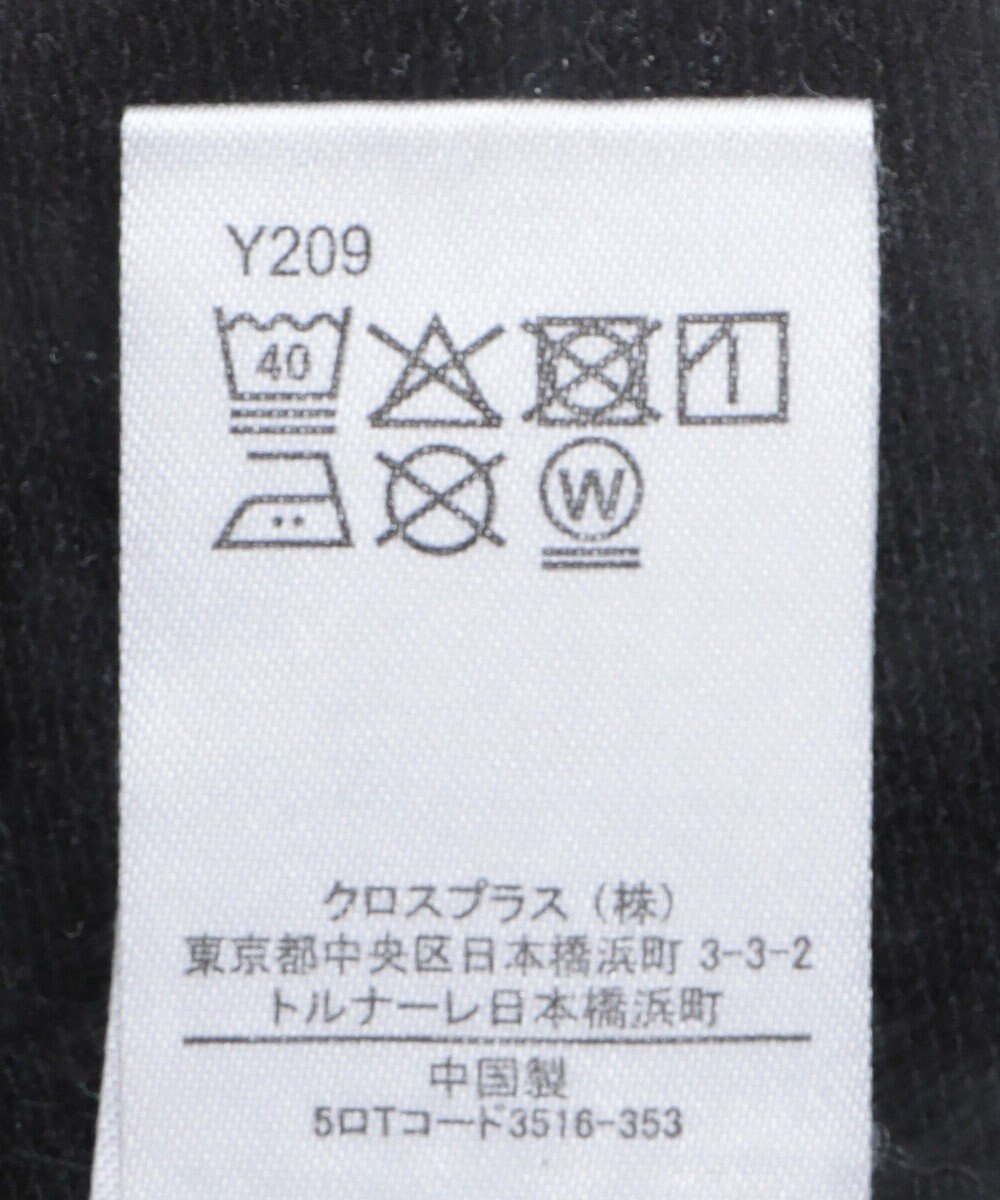 Y209
40
W
クロスプラス（株）
東京都中央区日本橋浜町 3-3-2
トルナーレ日本橋浜町
中国製
5ロTコード3516-353